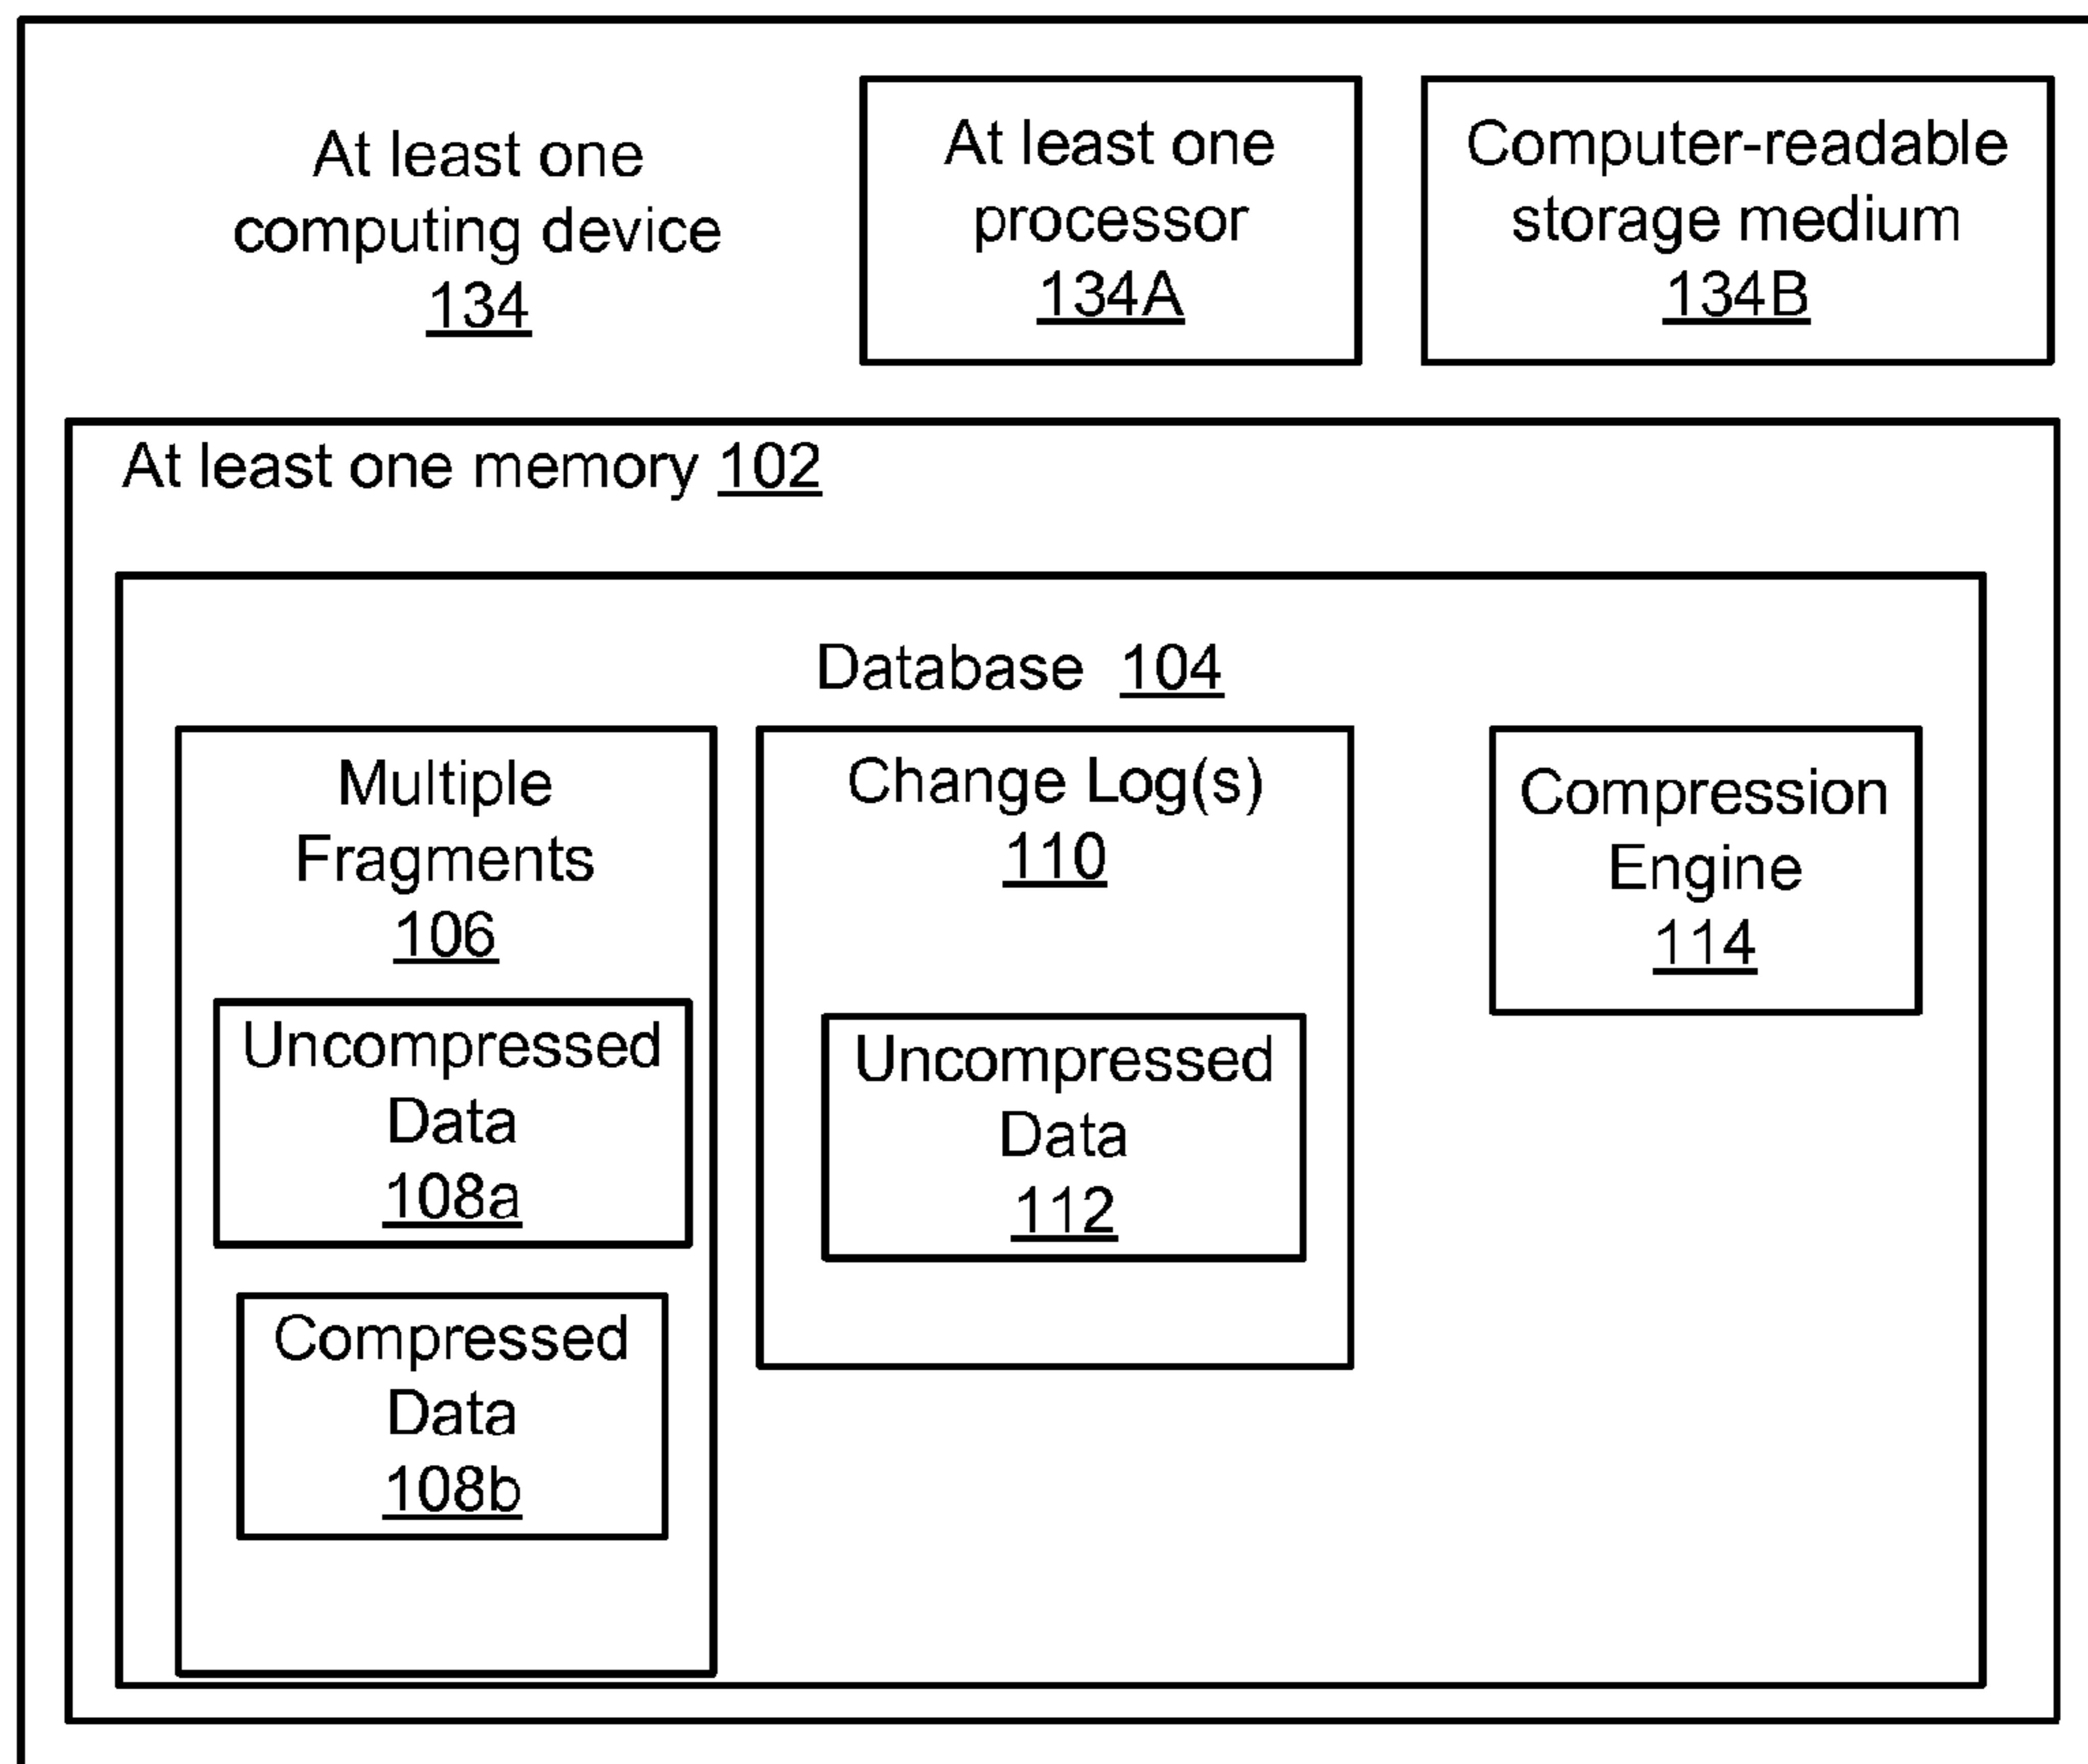 At least one
computing device
134
At least one
processor
134A
Computer-readable
storage medium
134B
At least one memory 102
Database 104
Multiple
Fragments
106
Uncompressed
Data
108a
Compressed
Data
108b
Change Log(s)
110
Uncompressed
Data
112
Compression
Engine
114